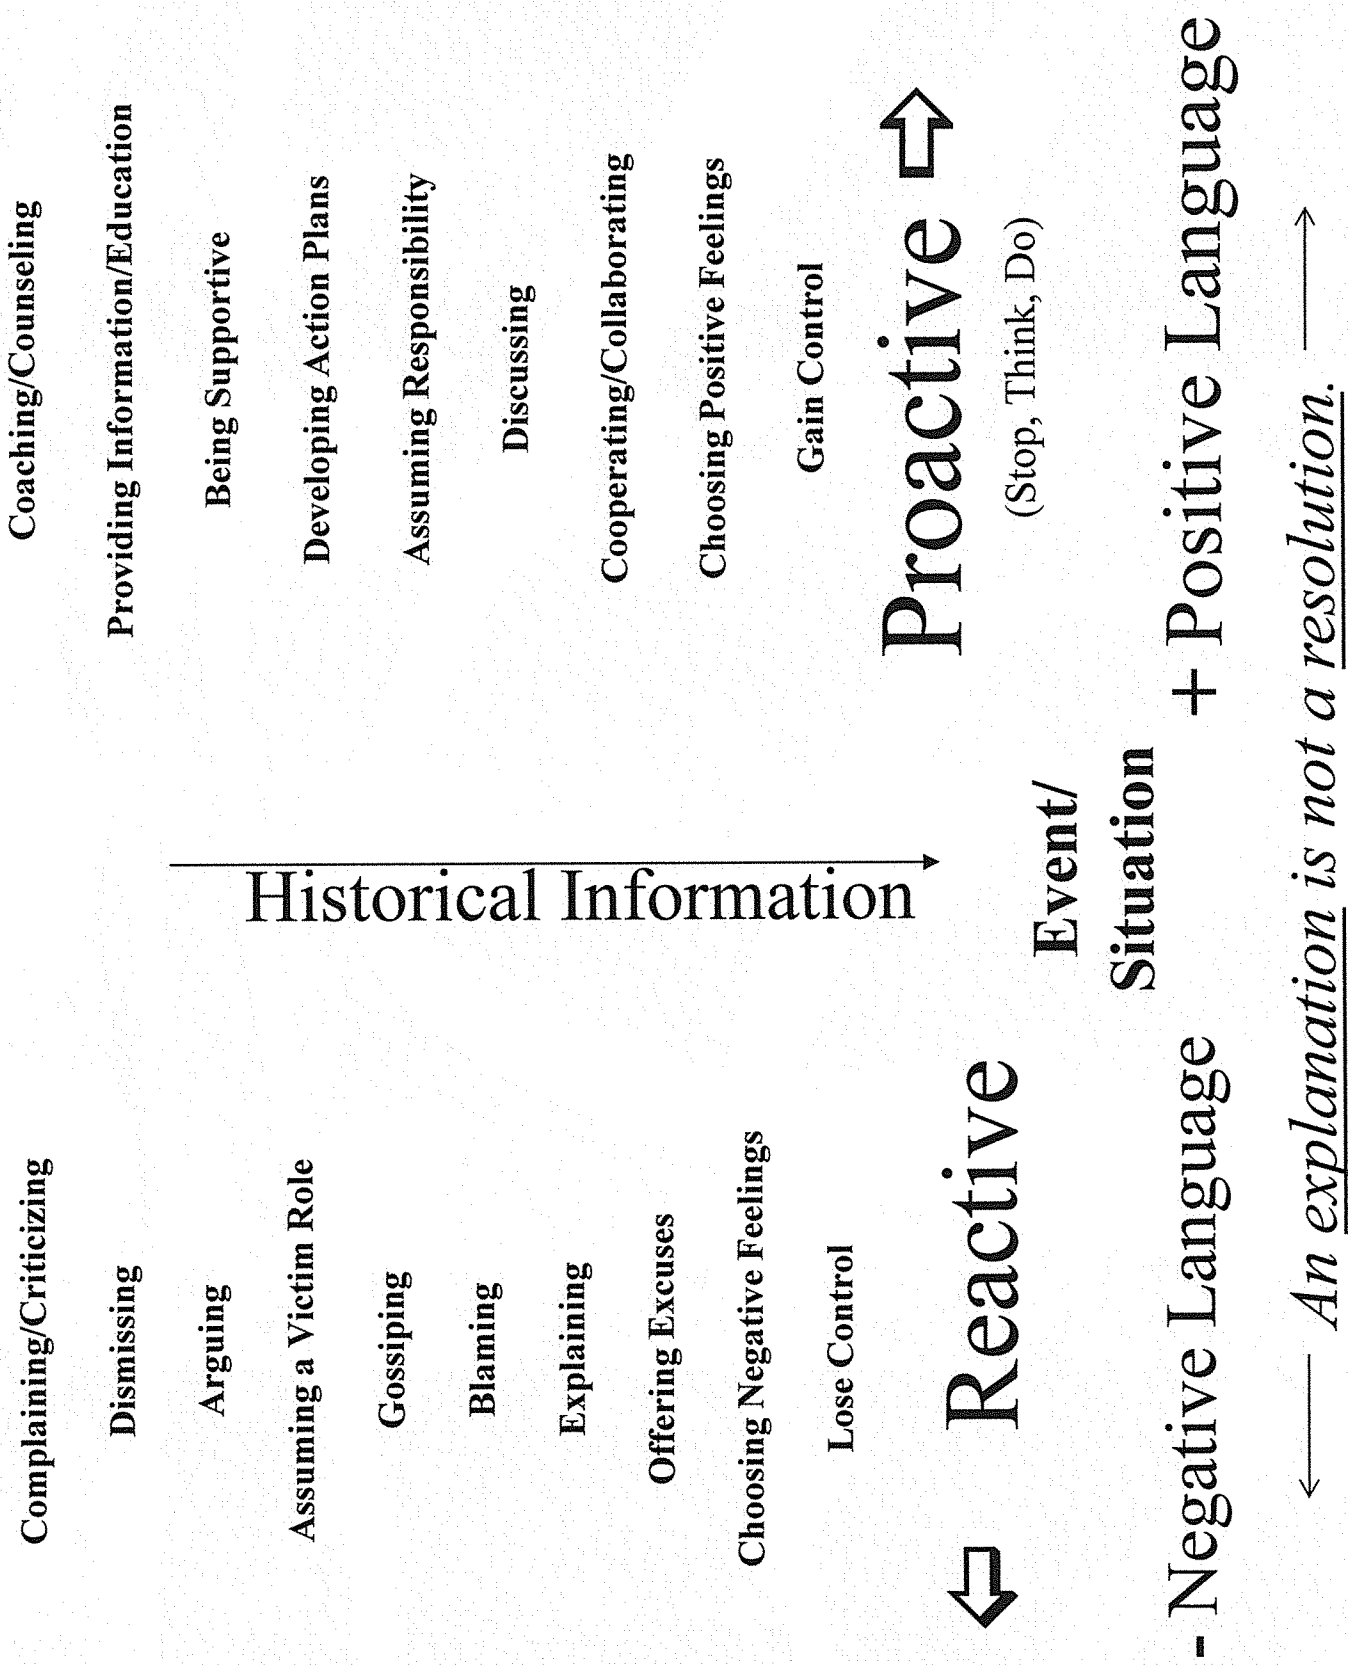 Complaining/Criticizing
Dismissing
Arguing
Assuming a Victim Role
Gossiping
Blaming
Explaining
Offering Excuses
Choosing Negative Feelings
Lose Control
Reactive
Historical Information
Event/
Situation
Coaching/Counseling
Providing Information/Education
Being Supportive
Developing Action Plans
Assuming Responsibility
Discussing
Cooperating/Collaborating
Choosing Positive Feelings
Gain Control
Proactive
(Stop, Think, Do)
- Negative Language
+ Positive Language
An explanation is not a resolution.